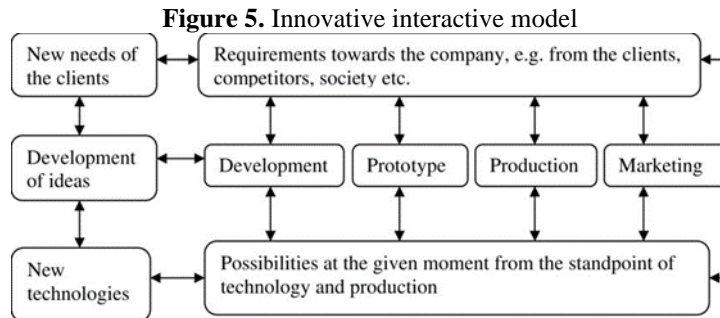 Figure 5. Innovative interactive model
New needs of
the clients
Requirements towards the company, e.g. from the clients,
competitors, society etc.
Development
of ideas
Development
Prototype
Production
Marketing
New
technologies
Possibilities at the given moment from the standpoint of
technology and production